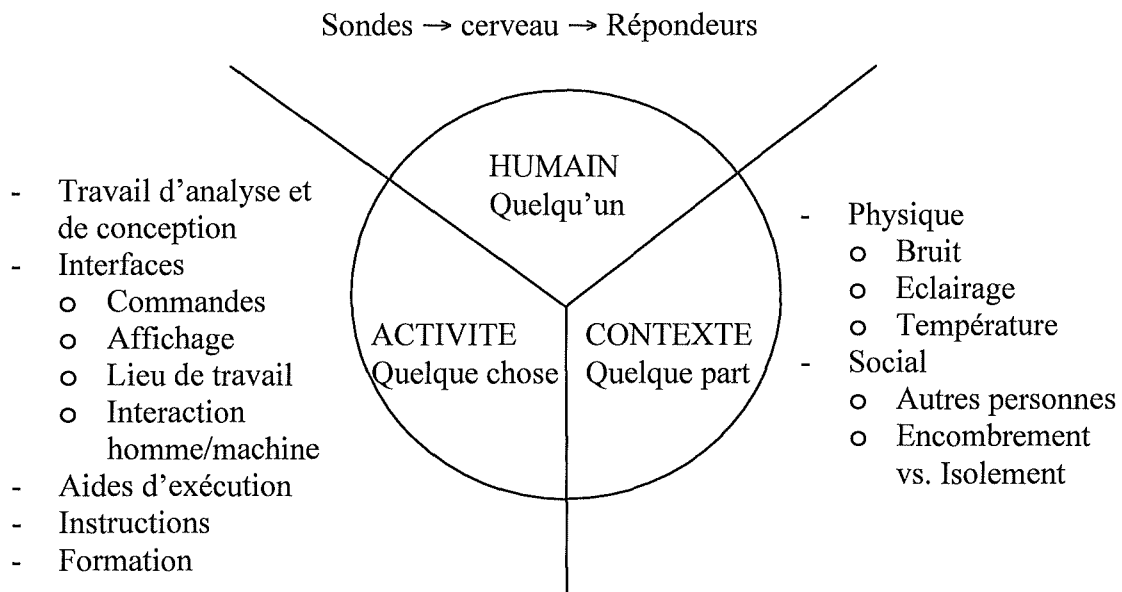 Sondes → cerveau → Répondeurs
HUMAIN
Quelqu'un
- Travail d'analyse et
de conception
- Interfaces
o Commandes
o Affichage
o Lieu de travail
o Interaction
homme/machine
- Aides d'exécution
- Instructions
- Formation
ACTIVITE
Quelque chose
CONTEXTE
Quelque part
- Physique
o Bruit
o Eclairage
o Température
- Social
o Autres personnes
o Encombrement
vs. Isolement